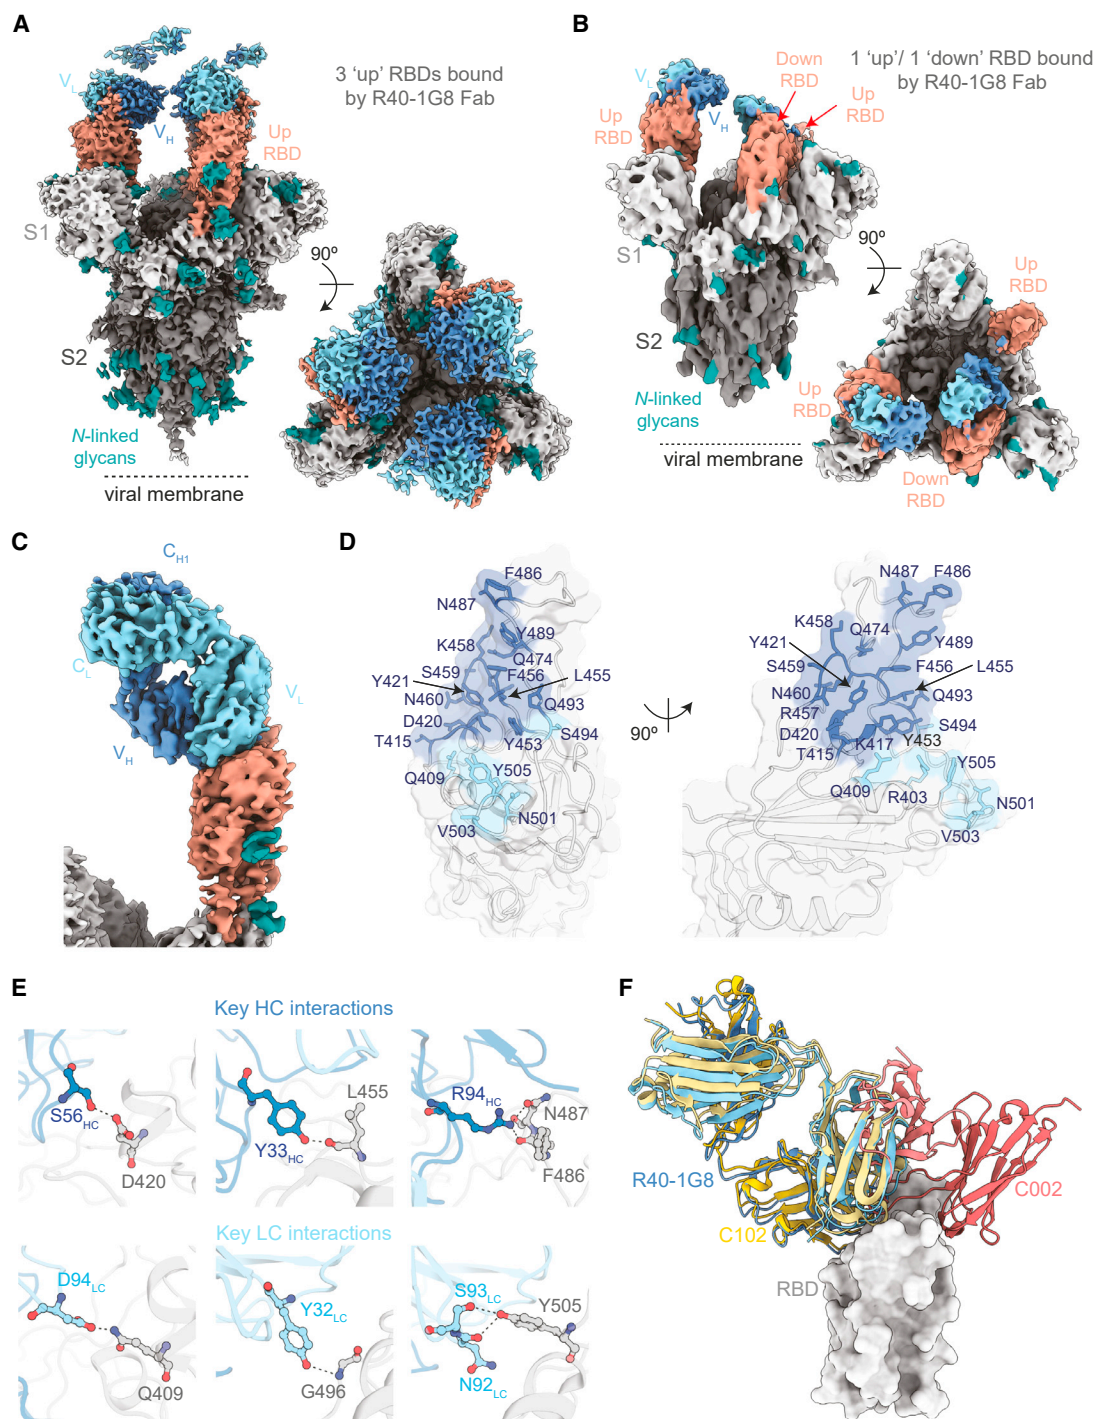 A
3 'up' RBDs bound
by R40-1G8 Fab
VL
VH
Up
RBD
S1
90º
S2
N-linked
glycans
viral membrane
B
1 'up'/ 1 'down' RBD bound
by R40-1G8 Fab
Down
RBD
VL
VH
Up
RBD
Up
RBD
S1
90º
S2
Up
RBD
Up
RBD
N-linked
glycans
viral membrane
Down
RBD
C
CH1
CL
VL
VH
D
F486
N487
K458
Y489
Q474
S459
F456
L455
Y421
N460
Q493
D420
T415
Y453
S494
Q409
Y505
N501
V503
90º
N487
F486
K458
Q474
Y421
Y489
S459
F456
L455
N460
Q493
R457
D420
S494
T415
K417
Y453
Y505
Q409
R403
N501
V503
E
Key HC interactions
S56HC
D420
L455
Y33HC
R94HC
N487
F486
Key LC interactions
D94LC
Q409
Y32LC
G496
S93LC
Y505
N92LC
F
R40-1G8
C102
C002
RBD